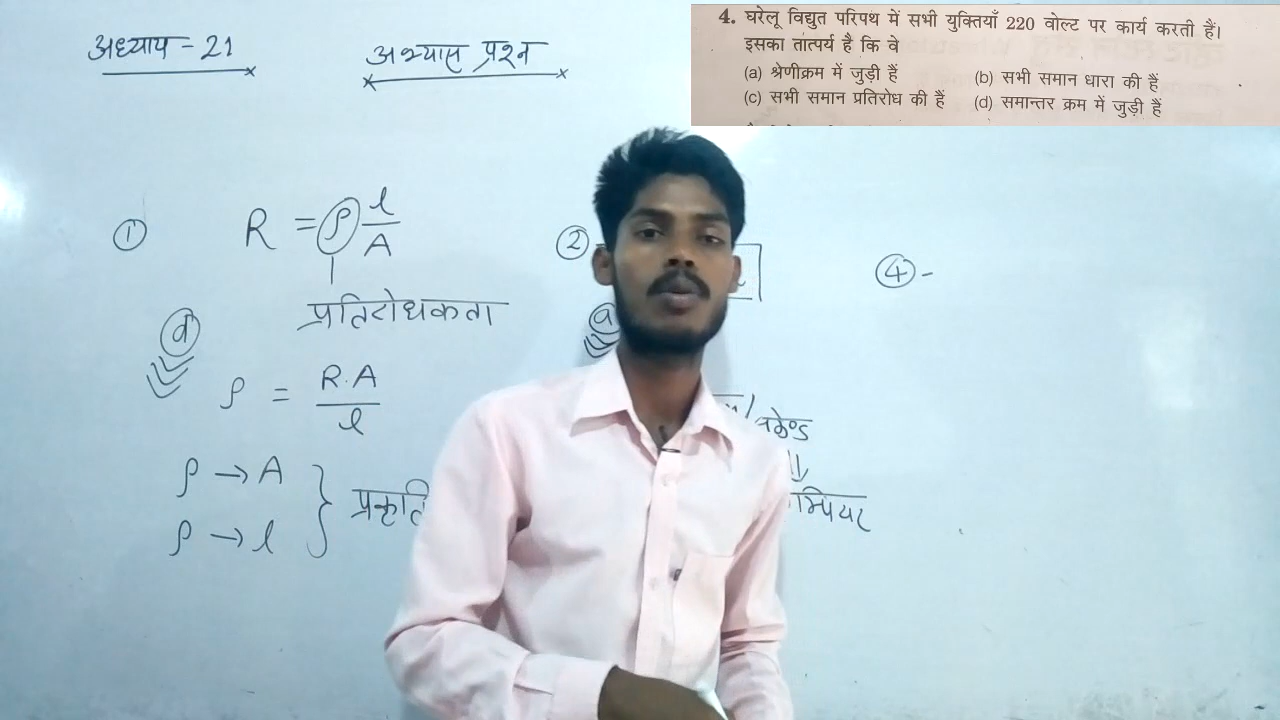 अध्याय - 21
अभ्यास प्रश्न
4. घरेलू विद्युत परिपथ में सभी युक्तियाँ 220 वोल्ट पर कार्य करती हैं।
इसका तात्पर्य है कि वे
(a) श्रेणीक्रम में जुड़ी हैं
(b) सभी समान धारा की हैं
(c) सभी समान प्रतिरोध की हैं
(d) समान्तर क्रम में जुड़ी हैं
① R = ρ l/A
प्रतिरोधकता
(d)
ρ = R.A/l
ρ → A
ρ → l
प्रकृति
②
(a)
④ -